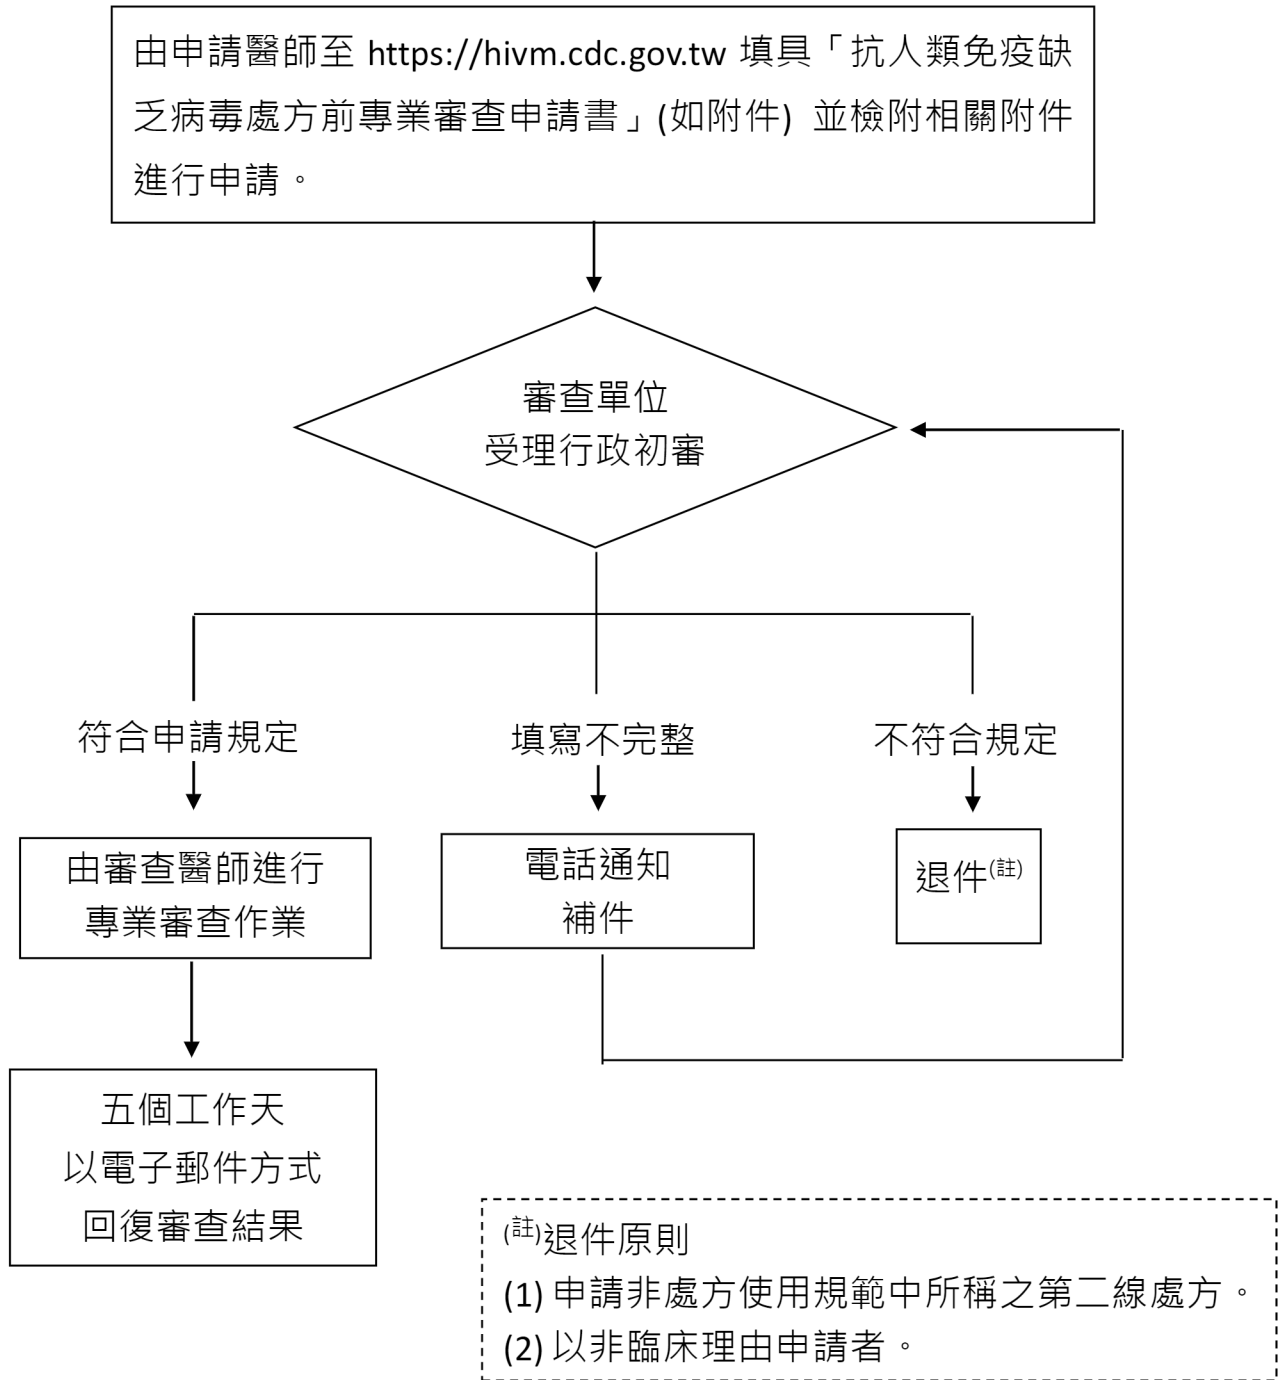 由申請醫師至 https://hivm.cdc.gov.tw 填具「抗人類免疫缺
乏病毒處方前專業審查申請書」(如附件) 並檢附相關附件
進行申請。
審查單位
受理行政初審
符合申請規定
填寫不完整
不符合規定
由審查醫師進行
專業審查作業
電話通知
補件
退件(註)
五個工作天
以電子郵件方式
回復審查結果
(註)退件原則
(1) 申請非處方使用規範中所稱之第二線處方。
(2) 以非臨床理由申請者。